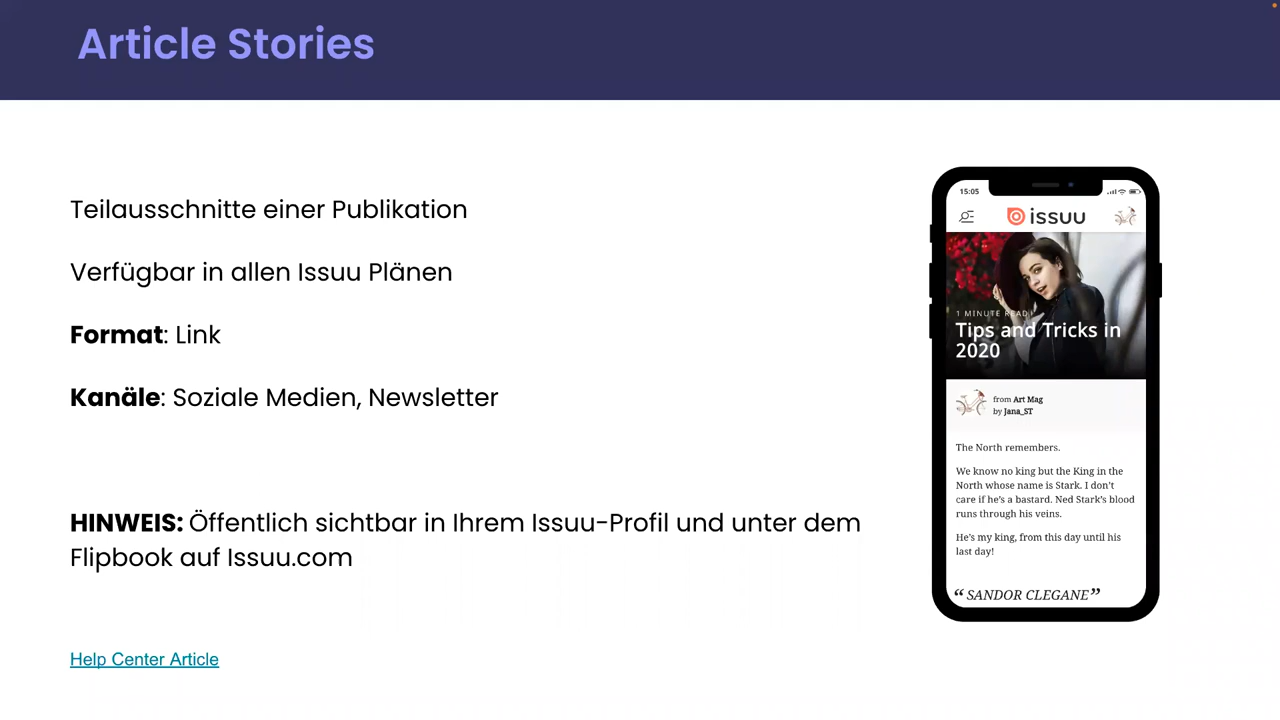 Article Stories
Teilausschnitte einer Publikation
Verfügbar in allen Issuu Plänen
Format: Link
Kanäle: Soziale Medien, Newsletter
HINWEIS: Öffentlich sichtbar in Ihrem Issuu-Profil und unter dem
Flipbook auf Issuu.com
Help Center Article
15:05
issuu
1 MINUTE READ
Tips and Tricks in
2020
from Art Mag
by Jana_ST
The North remembers.
We know no king but the King in the
North whose name is Stark. I don't
care if he's a bastard. Ned Stark's blood
runs through his veins.
He's my king, from this day until his
last day!
“ SANDOR CLEGANE”